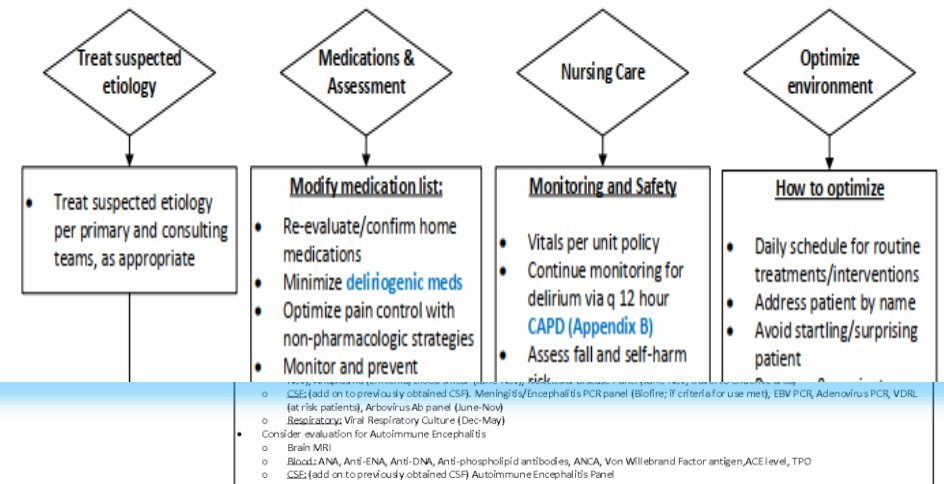 Treat suspected
etiology
Medications &
Assessment
Nursing Care
Optimize
environment
• Treat suspected etiology
per primary and consulting
teams, as appropriate
Modify medication list:
• Re-evaluate/confirm home
medications
• Minimize deliriogenic meds
• Optimize pain control with
non-pharmacologic strategies
• Monitor and prevent
Monitoring and Safety
• Vitals per unit policy
• Continue monitoring for
delirium via q 12 hour
CAPD (Appendix B)
• Assess fall and self-harm
risk
How to optimize
• Daily schedule for routine
treatments/interventions
• Address patient by name
• Avoid startling/surprising
patient
o CSF: (add on to previously obtained CSF). Meningitis/Encephalitis PCR panel (Biofire; if criteria for use met), EBV PCR, Adenovirus PCR, VDRL
(at risk patients), Arbovirus Ab panel (June-Nov)
o Respiratory: Viral Respiratory Culture (Dec-May)
• Consider evaluation for Autoimmune Encephalitis
o Brain MRI
o Blood: ANA, Anti-ENA, Anti-DNA, Anti-phospholipid antibodies, ANCA, Von Willebrand Factor antigen,ACE level, TPO
o CSF: (add on to previously obtained CSF) Autoimmune Encephalitis Panel